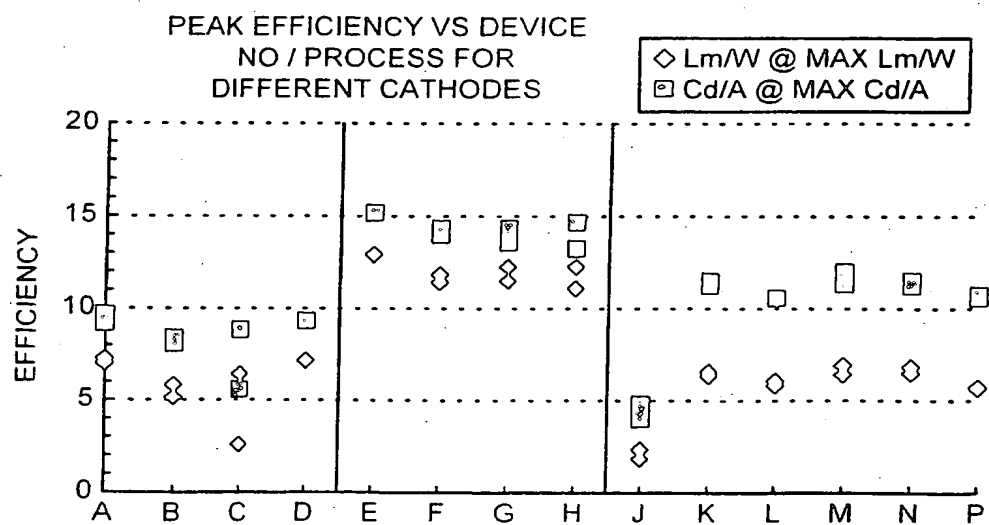 PEAK EFFICIENCY VS DEVICE
NO / PROCESS FOR
DIFFERENT CATHODES
Lm/W @ MAX Lm/W
Cd/A @ MAX Cd/A
EFFICIENCY
20
15
10
5
0
A B C D E F G H J K L M N P